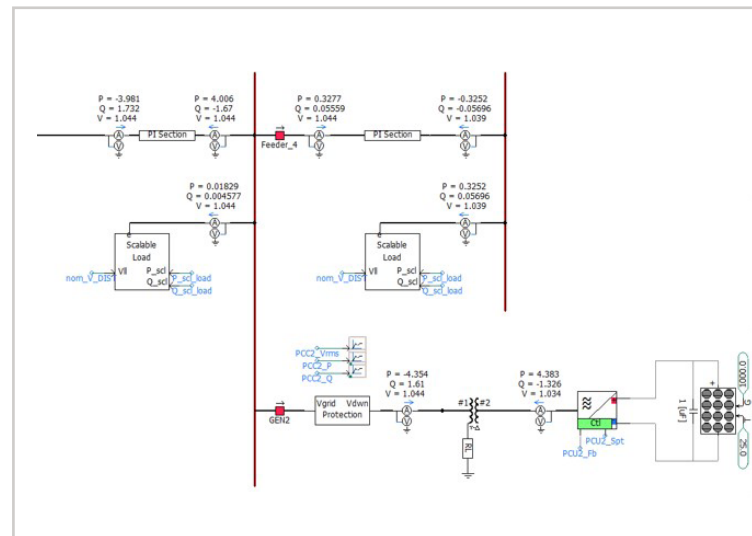 P = -3.981
Q = 1.732
V = 1.044
P = 4.006
Q = -1.67
V = 1.044
P = 0.3277
Q = 0.05559
V = 1.044
P = -0.3252
Q = -0.05696
V = 1.039
A
V
PI Section
A
V
Feeder_4
A
V
PI Section
A
V
P = 0.01829
Q = 0.004577
V = 1.044
A
V
P = 0.3252
Q = 0.05696
V = 1.039
A
V
Scalable
Load
Vll
P_scl
Q_scl
nom_V_DIST
P_scl_load
Q_scl_load
Scalable
Load
Vll
P_scl
Q_scl
nom_V_DIST
P_scl_load
Q_scl_load
PCC2_Vrms
PCC2_P
PCC2_Q
P = -4.354
Q = 1.61
V = 1.044
P = 4.383
Q = -1.326
V = 1.034
GEN2
Vgrid Vdwn
Protection
A
V
#1 #2
Y-Δ
RL
A
V
Ctl
PCU2_Spt
PCU2_Fb
1 [uF]
+
1000.0
G
T
25.0